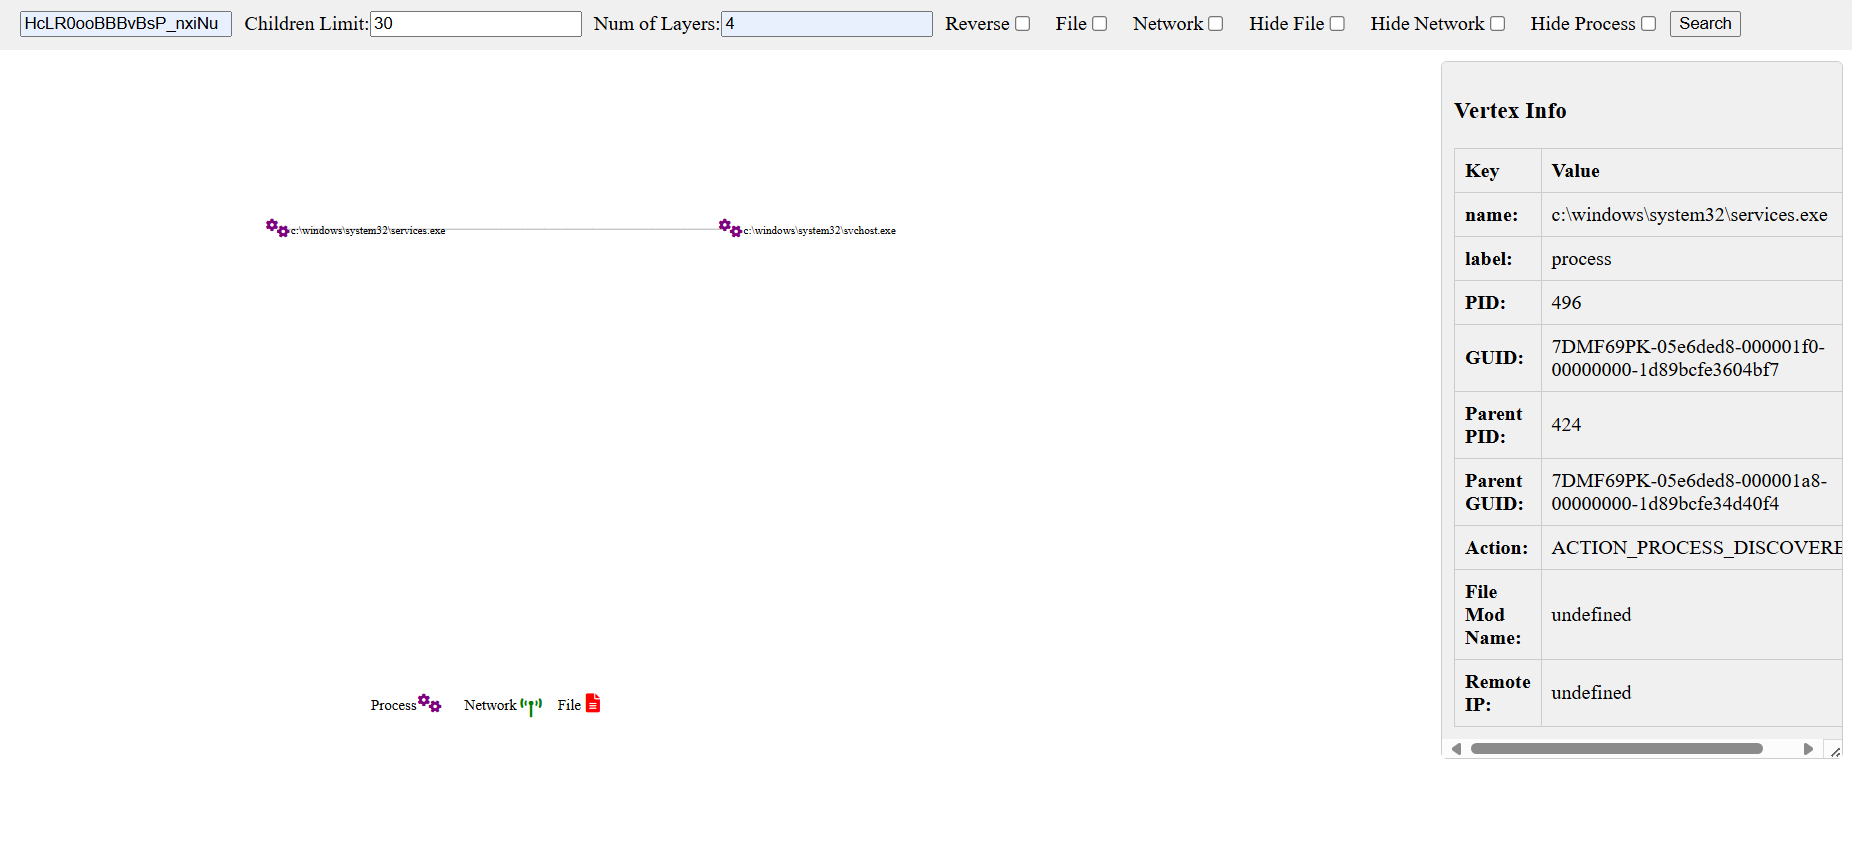 HcLR0ooBBBvBsP_nxiNu Children Limit: 30 Num of Layers: 4 Reverse File Network Hide File Hide Network Hide Process Search
Vertex Info
Key Value
name: c:\windows\system32\services.exe
c:\windows\system32\services.exe c:\windows\system32\svchost.exe
label: process
PID: 496
GUID: 7DMF69PK-05e6ded8-000001f0-
00000000-1d89bcfe3604bf7
Parent
PID: 424
Parent
GUID: 7DMF69PK-05e6ded8-000001a8-
00000000-1d89bcfe34d40f4
Action: ACTION_PROCESS_DISCOVERE
File
Mod
Name: undefined
Remote
IP: undefined
Process Network File